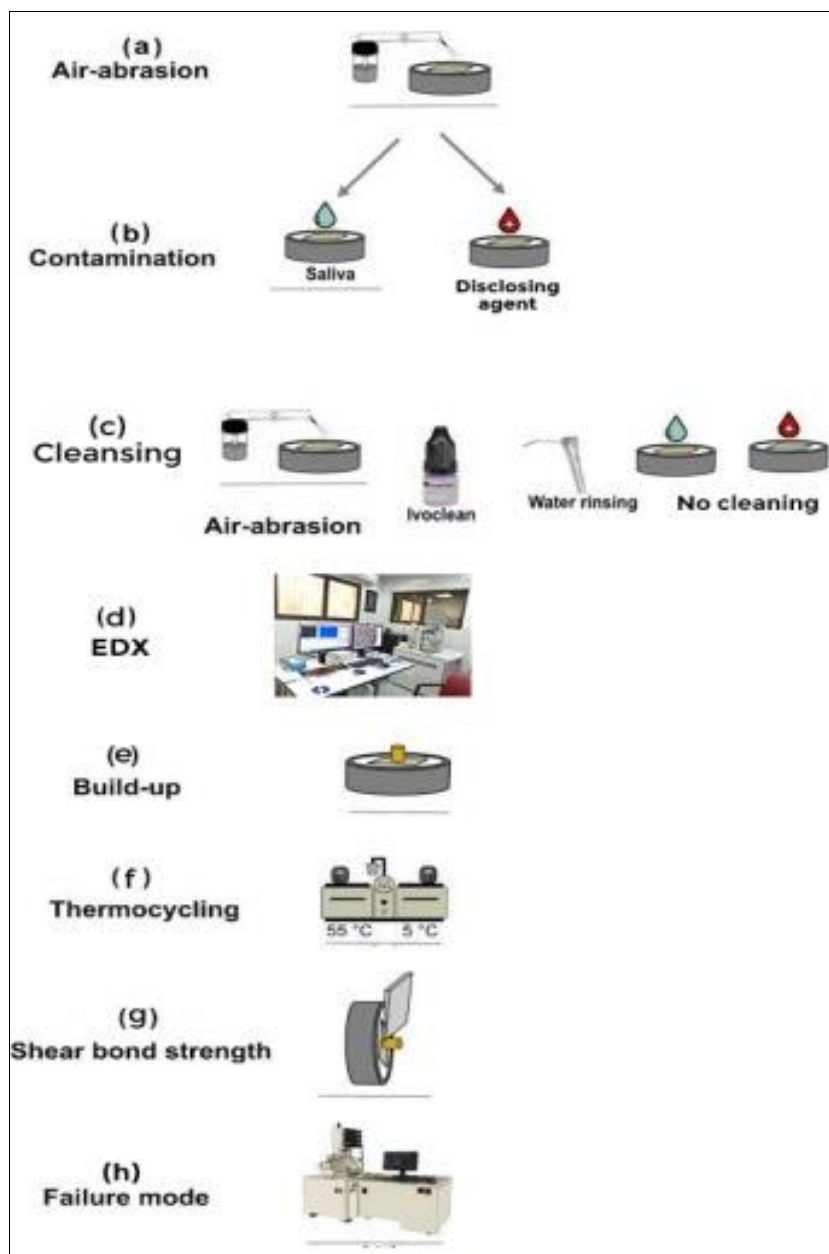 (a)
Air-abrasion
(b)
Contamination
Saliva
Disclosing
agent
(c)
Cleansing
Air-abrasion
Ivoclean
Water rinsing
No cleaning
(d)
EDX
(e)
Build-up
(f)
Thermocycling
55 °C
5 °C
(g)
Shear bond strength
(h)
Failure mode